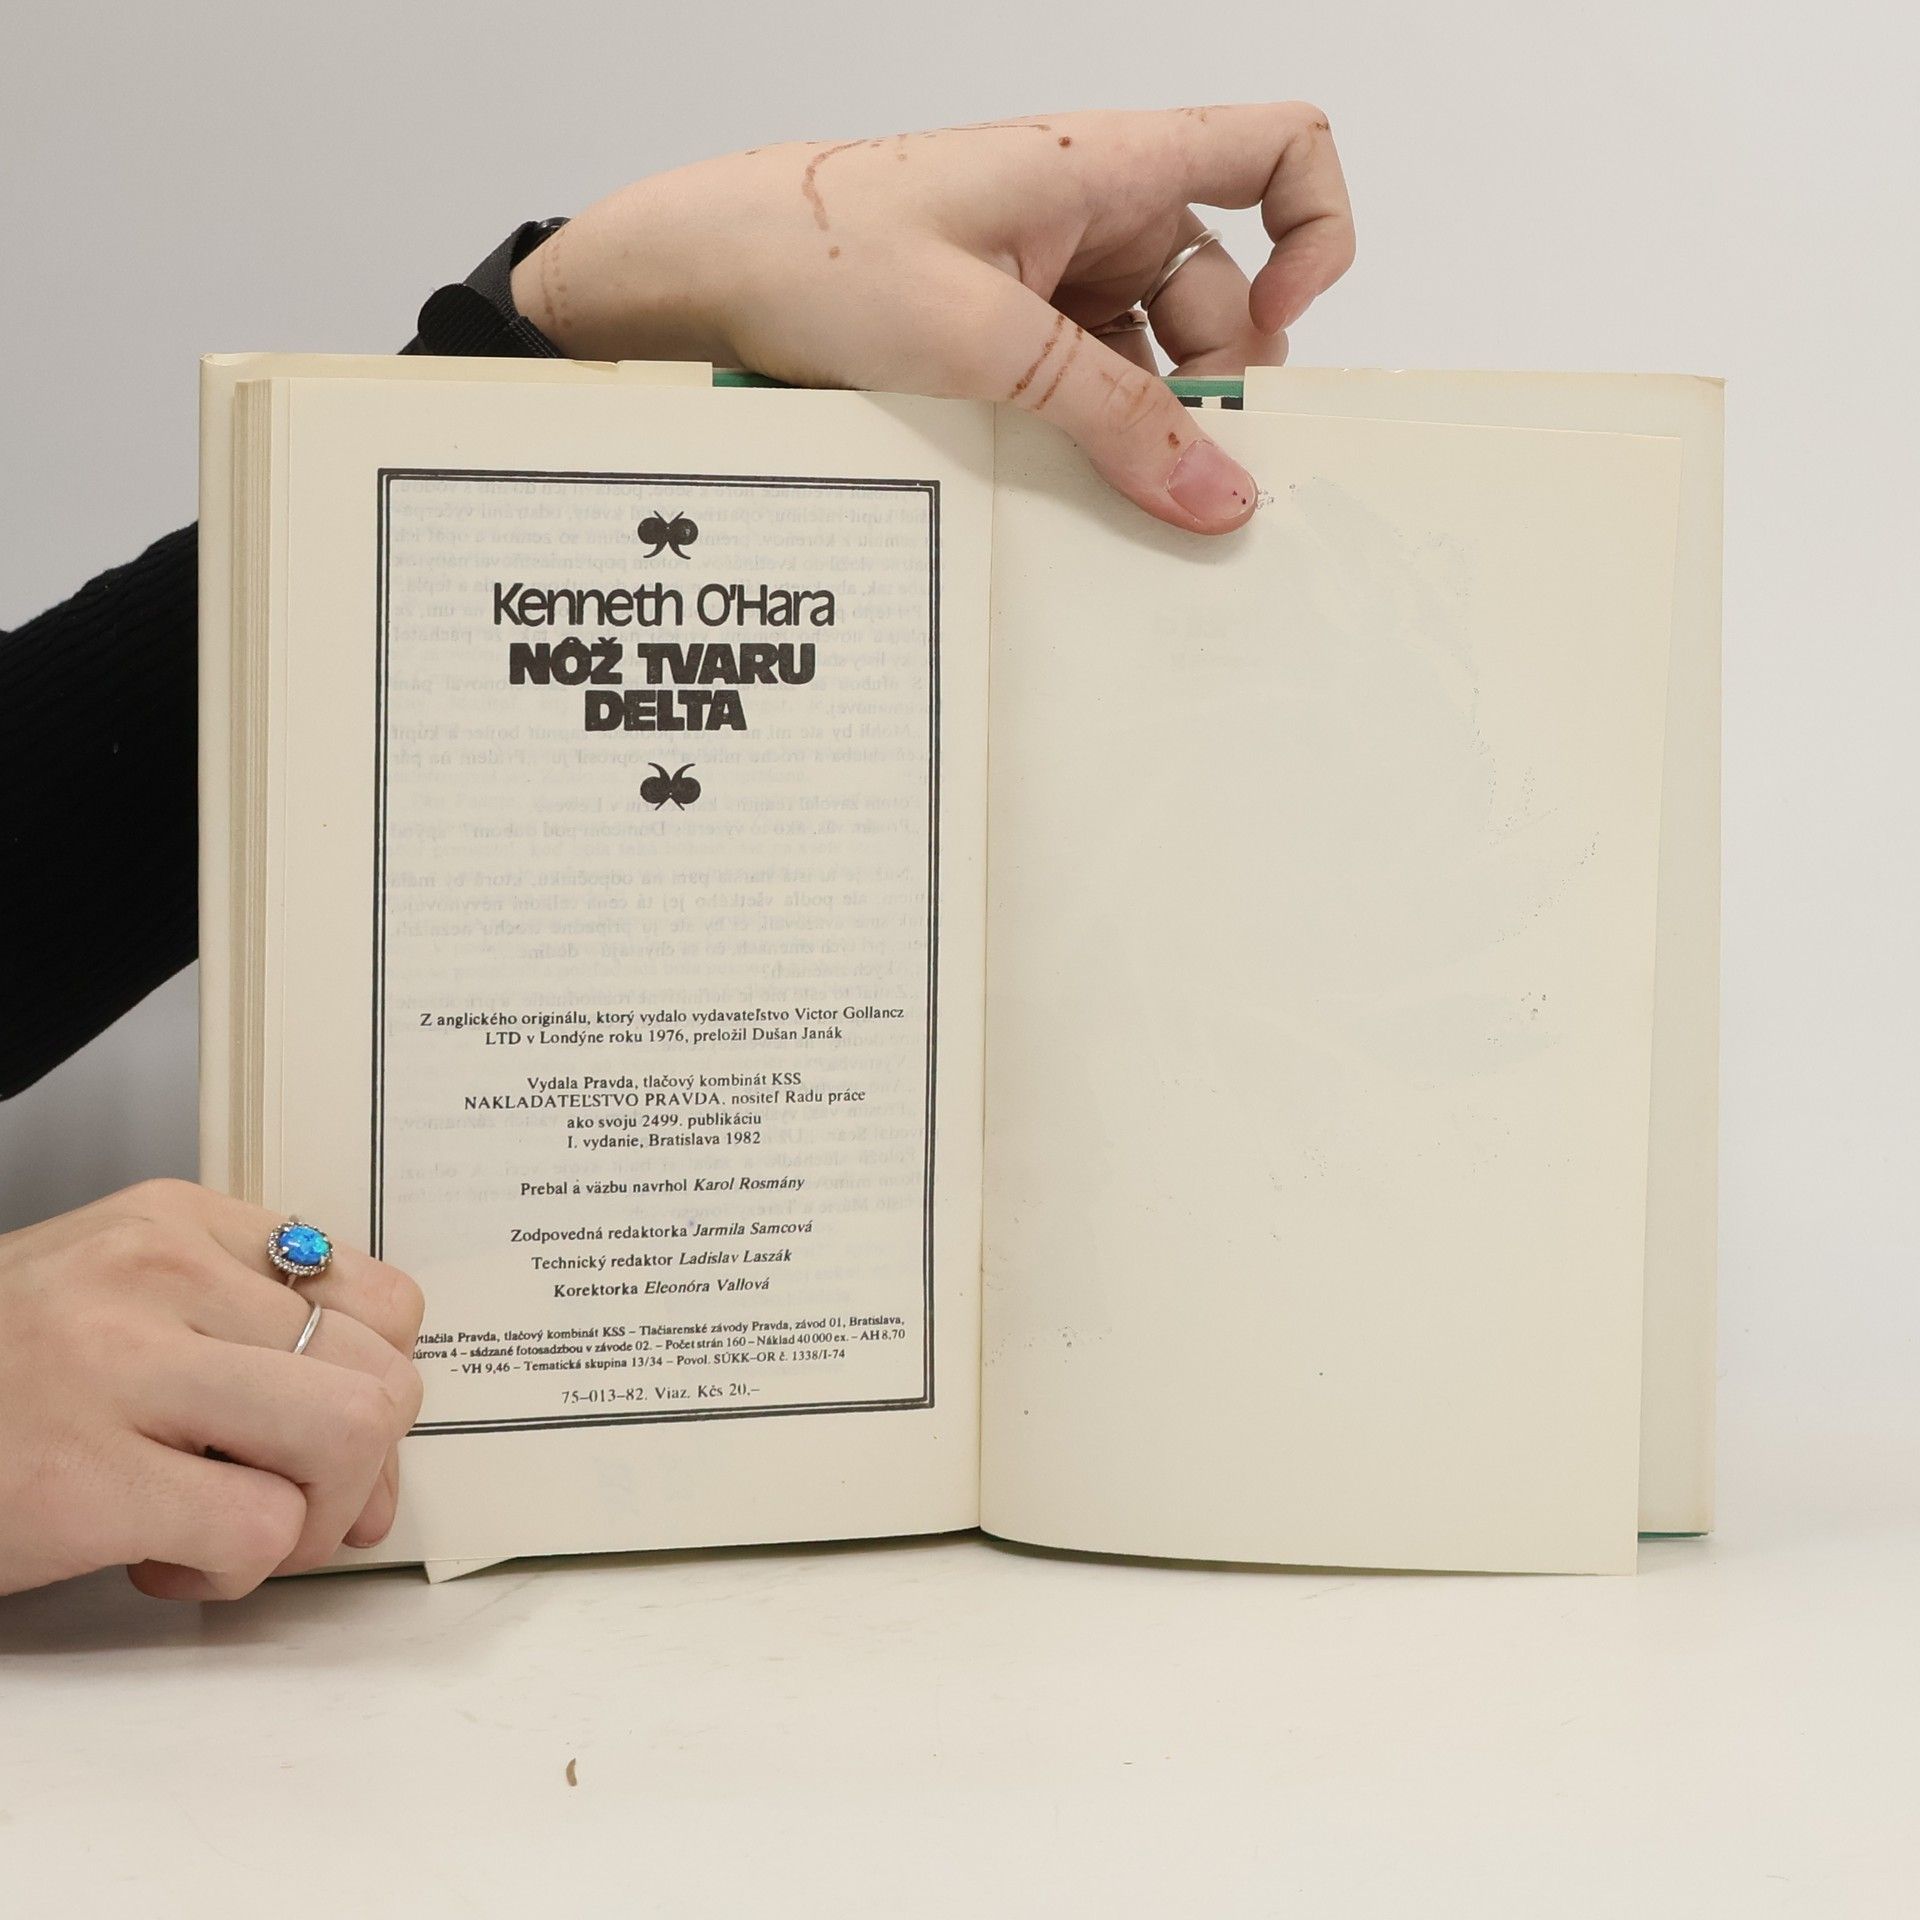 Kenneth O'Hara
NÔŽ TVARU
DELTA
Z anglického originálu, ktorý vydalo vydavateľstvo Victor Gollancz
LTD v Londýne roku 1976, preložil Dušan Janák
Vydala Pravda, tlačový kombinát KSS
NAKLADATEĽSTVO PRAVDA, nositeľ Radu práce
ako svoju 2499. publikáciu
I. vydanie, Bratislava 1982
Prebal a väzbu navrhol Karol Rosmány
Zodpovedná redaktorka Jarmila Samcová
Technický redaktor Ladislav Laszák
Korektorka Eleonóra Vallová
tlačila Pravda, tlačový kombinát KSS – Tlačiarenské závody Pravda, závod 01, Bratislava,
túrova 4 – sádzané fotosadzbou v závode 02. – Počet strán 160 – Náklad 40 000 ex. – AH 8,70
– VH 9,46 – Tematická skupina 13/34 – Povol. SÚKK–OR č. 1338/I-74
75–013–82. Viaz. Kčs 20,–